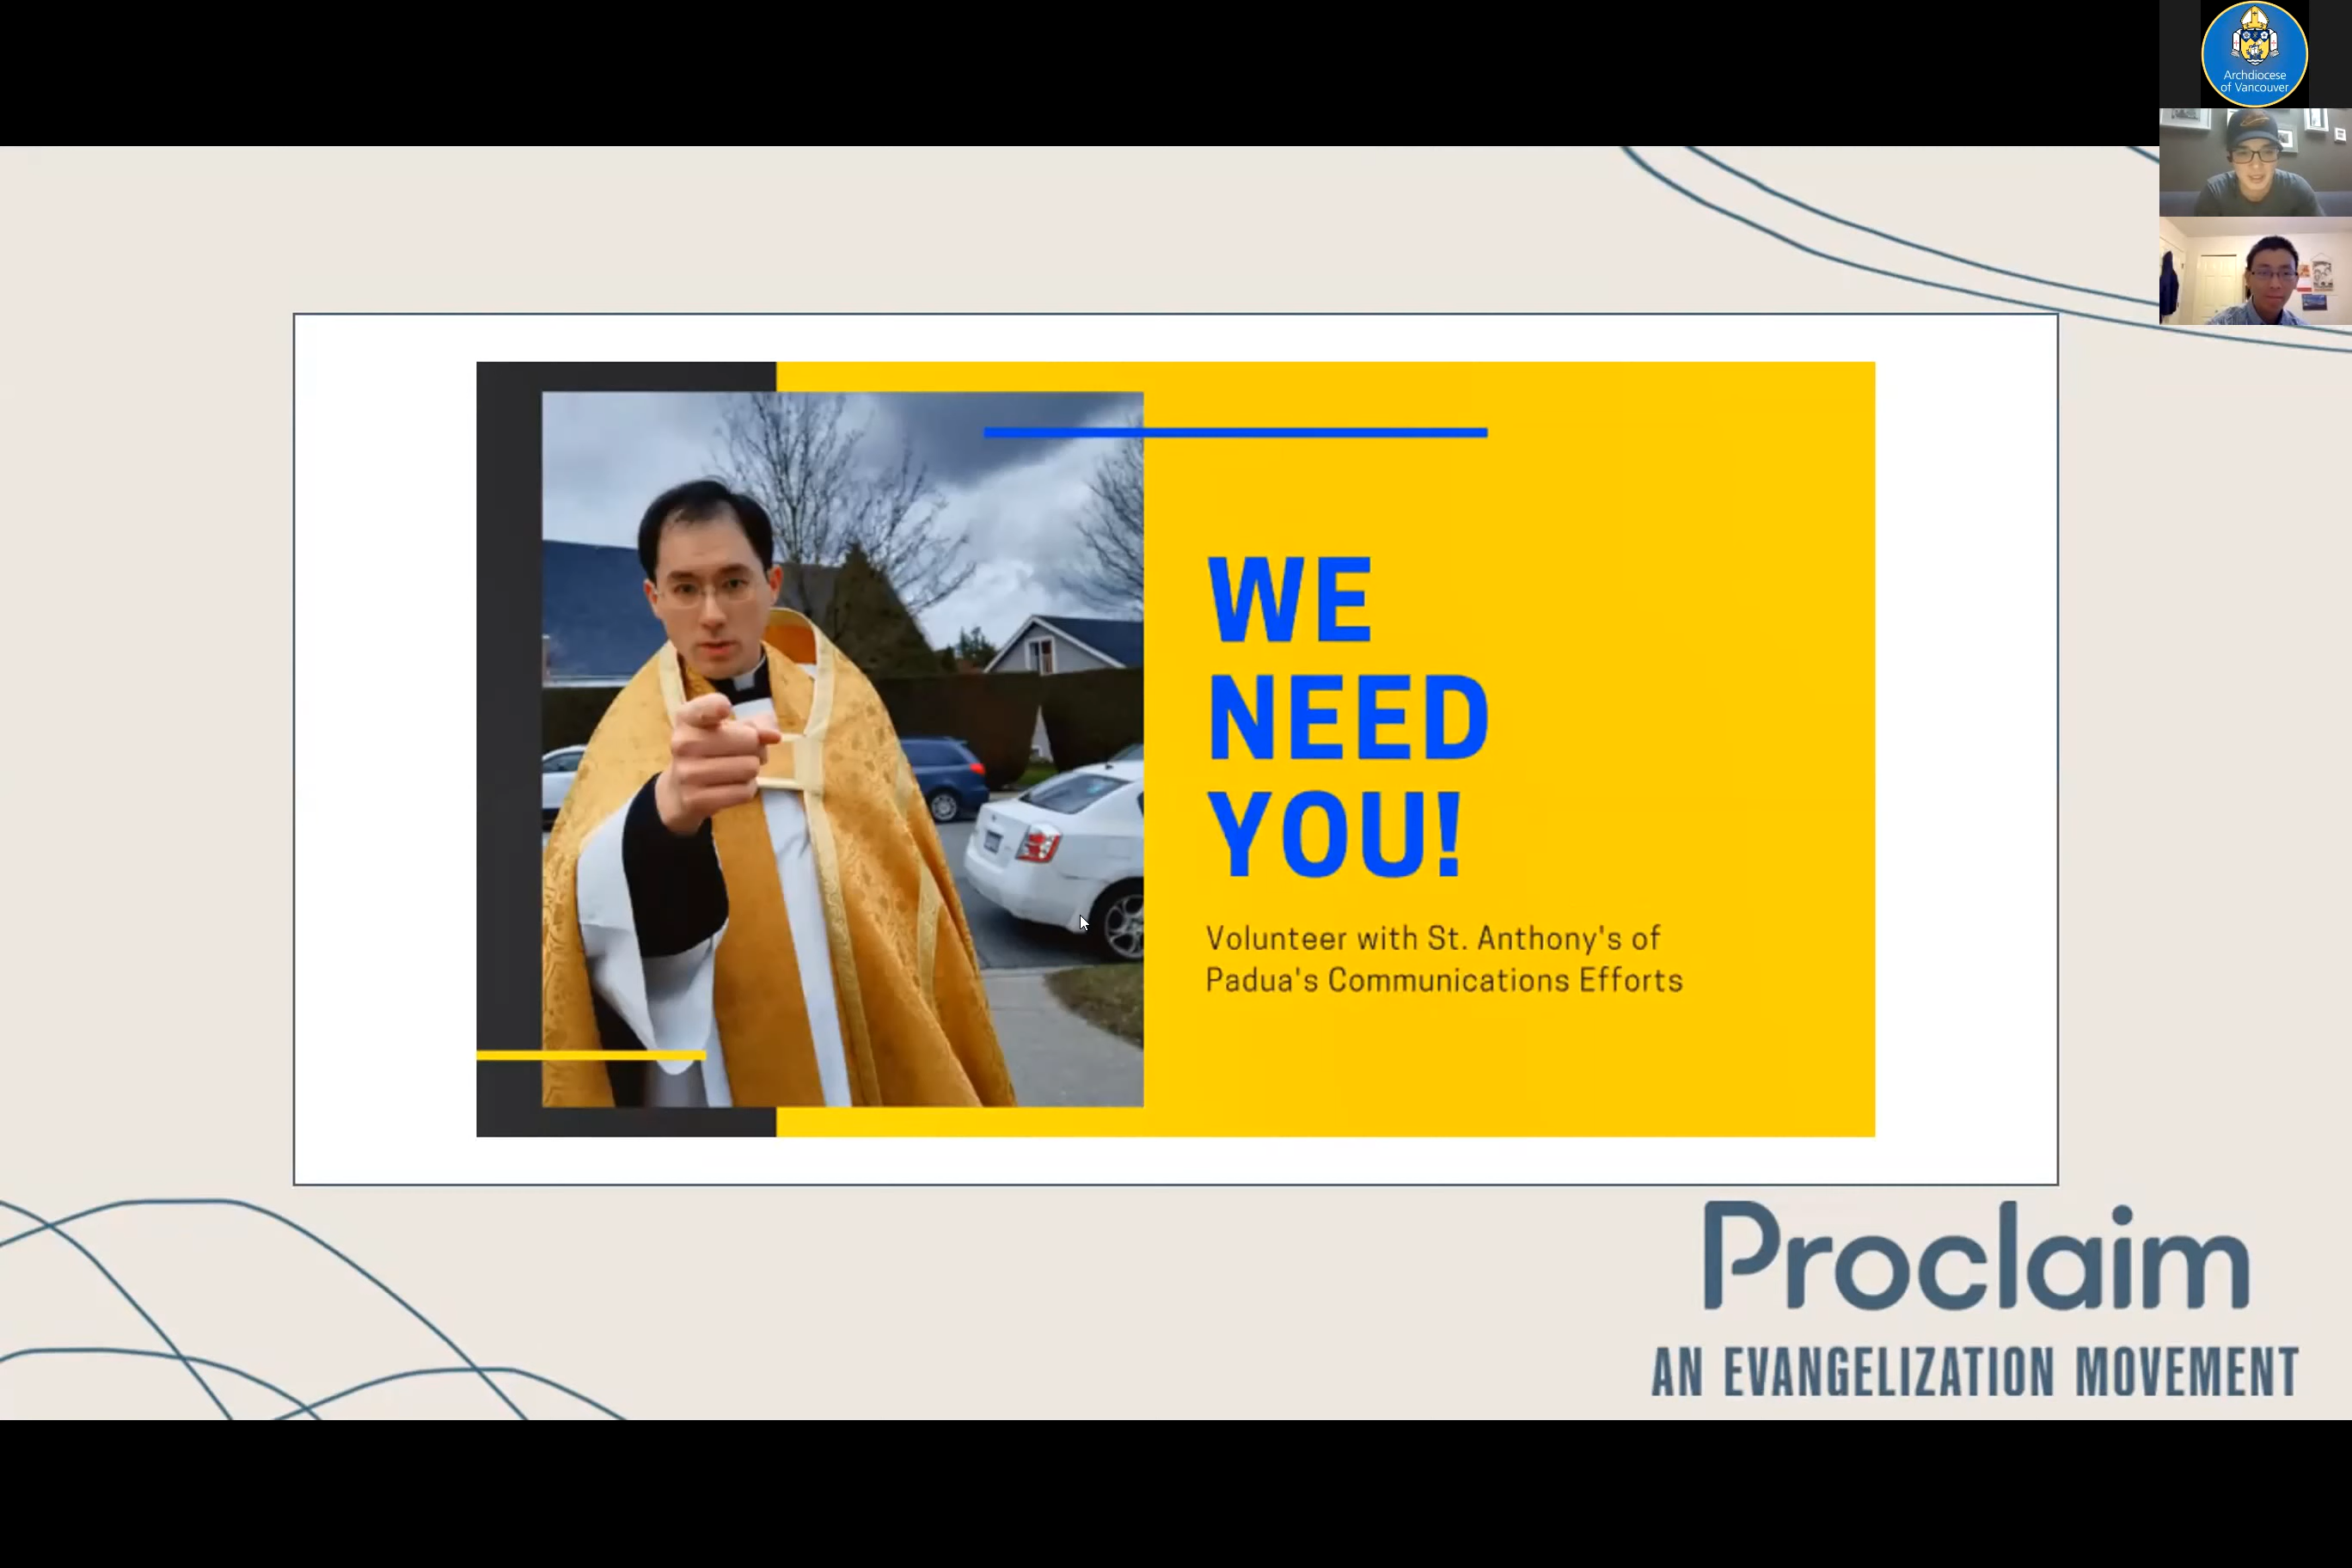 Archdiocese
of Vancouver
WE
NEED
YOU!
Volunteer with St. Anthony's of
Padua's Communications Efforts
Proclaim
AN EVANGELIZATION MOVEMENT